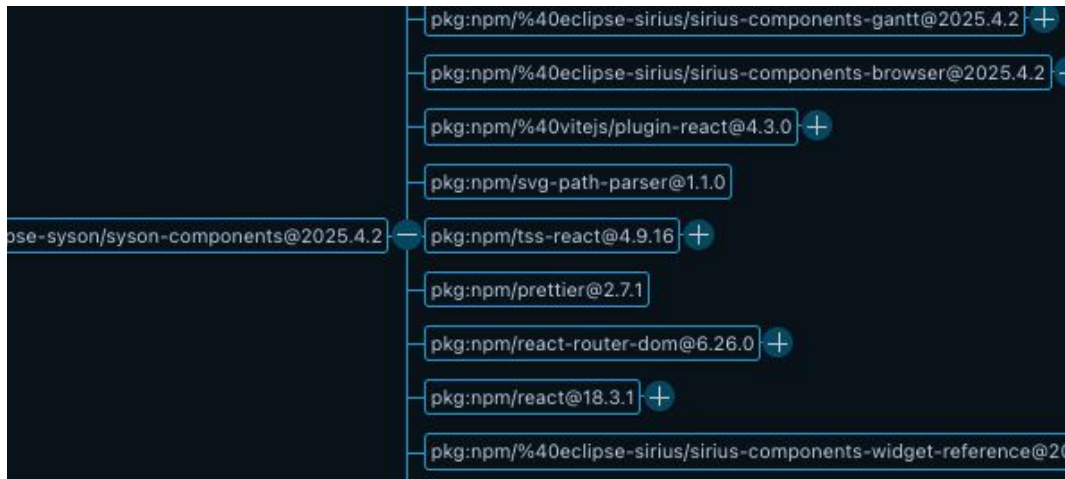 pkg:npm/%40eclipse-sirius/sirius-components-gantt@2025.4.2
pkg:npm/%40eclipse-sirius/sirius-components-browser@2025.4.2
pkg:npm/%40vitejs/plugin-react@4.3.0
pkg:npm/svg-path-parser@1.1.0
pse-syson/syson-components@2025.4.2
pkg:npm/tss-react@4.9.16
pkg:npm/prettier@2.7.1
pkg:npm/react-router-dom@6.26.0
pkg:npm/react@18.3.1
pkg:npm/%40eclipse-sirius/sirius-components-widget-reference@20